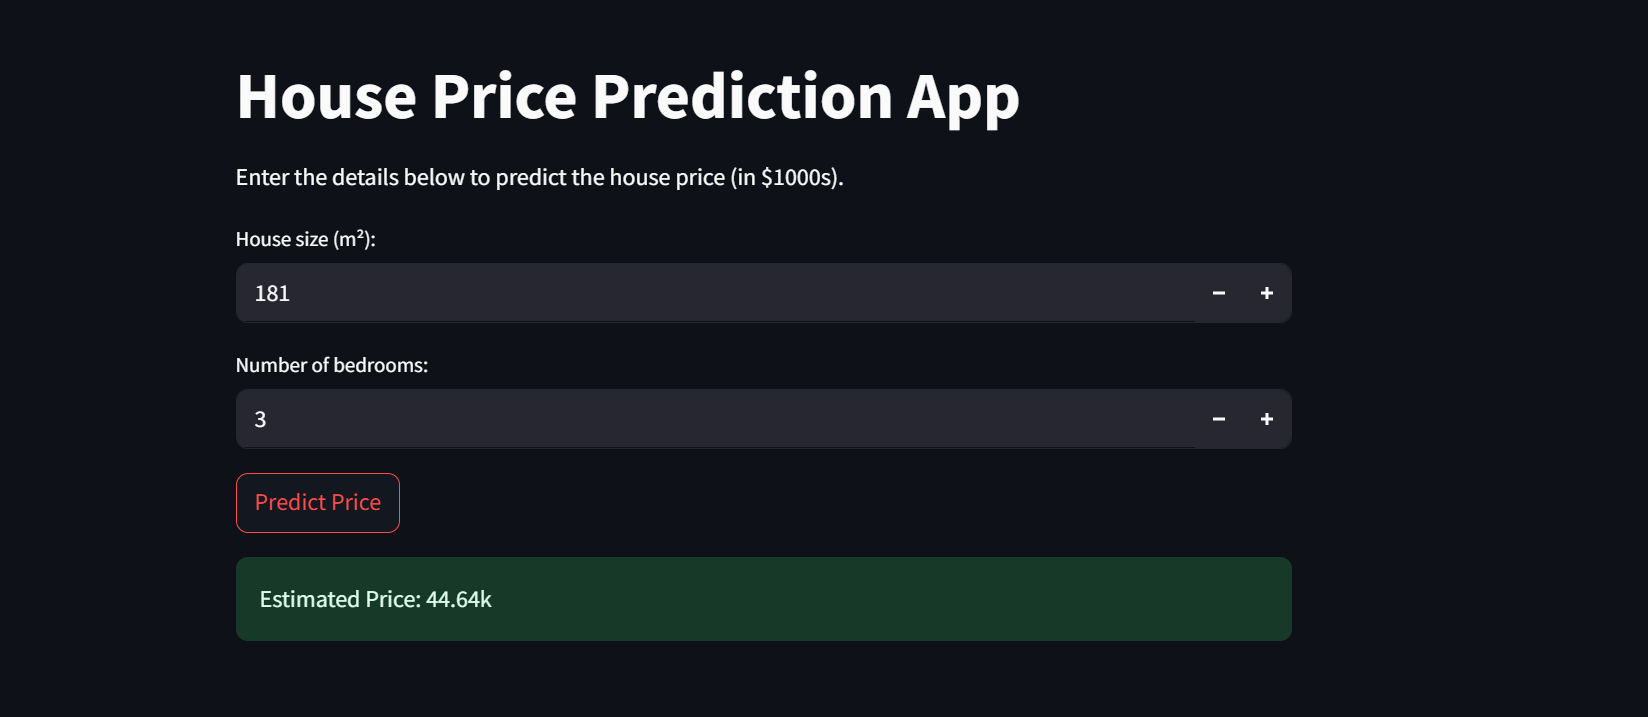 House Price Prediction App
Enter the details below to predict the house price (in $1000s).
House size (m²):
181
Number of bedrooms:
3
Predict Price
Estimated Price: 44.64k